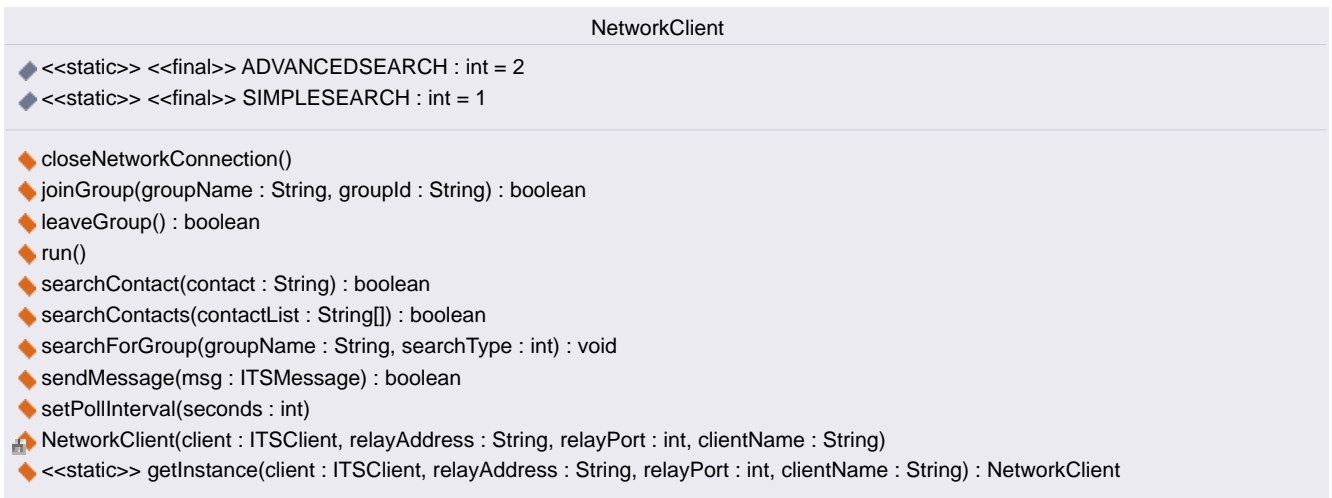 NetworkClient
<<static>> <<final>> ADVANCEDSEARCH : int = 2
<<static>> <<final>> SIMPLESEARCH : int = 1
closeNetworkConnection()
joinGroup(groupName : String, groupId : String) : boolean
leaveGroup() : boolean
run()
searchContact(contact : String) : boolean
searchContacts(contactList : String[]) : boolean
searchForGroup(groupName : String, searchType : int) : void
sendMessage(msg : ITSMessage) : boolean
setPollInterval(seconds : int)
NetworkClient(client : ITSClient, relayAddress : String, relayPort : int, clientName : String)
<<static>> getInstance(client : ITSClient, relayAddress : String, relayPort : int, clientName : String) : NetworkClient